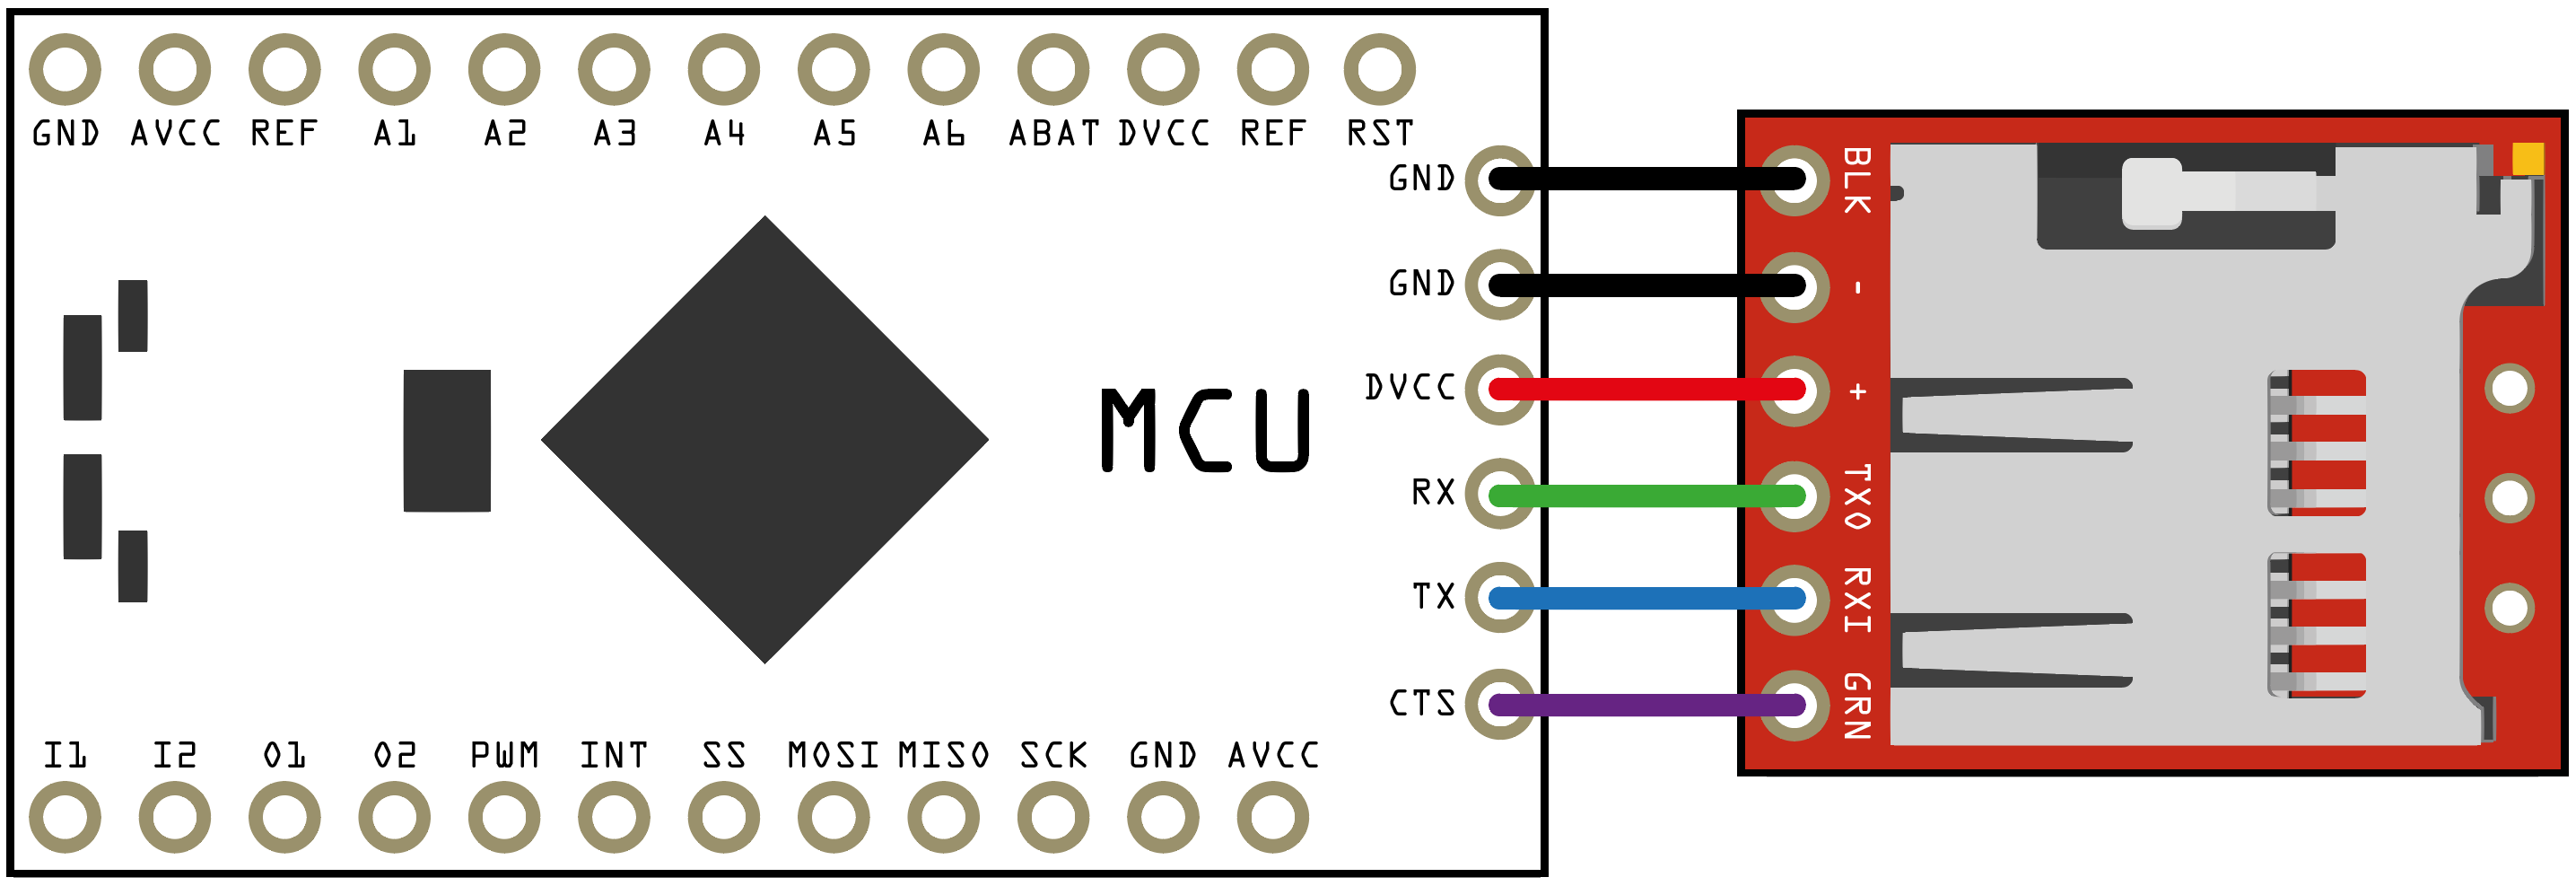 GND AVCC REF A1 A2 A3 A4 A5 A6 ABAT DVCC REF RST
GND
GND
DVCC
RX
TX
CTS
MCU
I1 I2 O1 O2 PWM INT SS MOSI MISO SCK GND AVCC
BLK
-
+
TXO
RXI
GRN